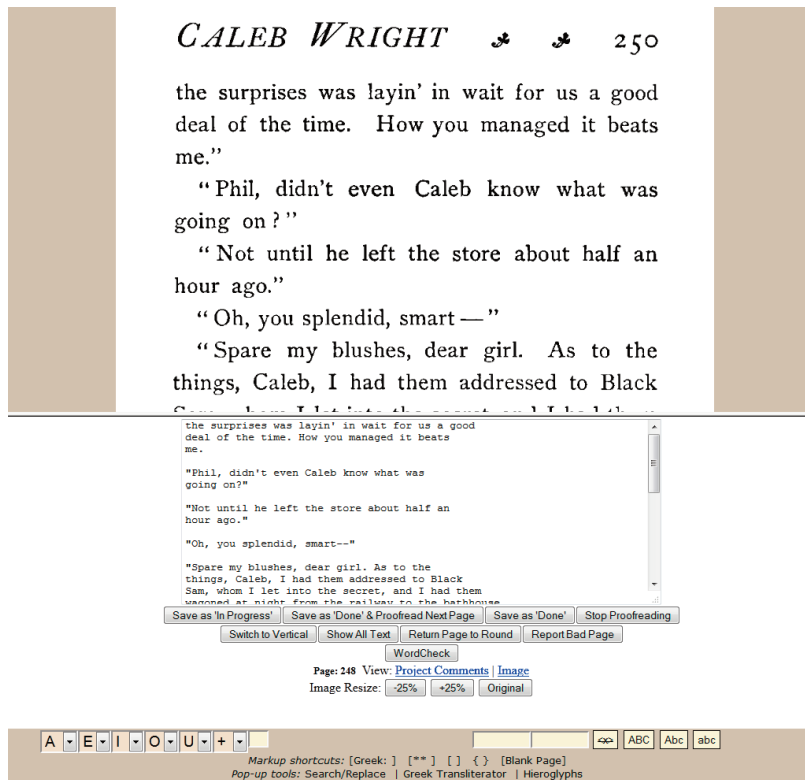 CALEB WRIGHT 250
the surprises was layin' in wait for us a good
deal of the time. How you managed it beats
me."
"Phil, didn't even Caleb know what was
going on?"
"Not until he left the store about half an
hour ago."
"Oh, you splendid, smart—"
"Spare my blushes, dear girl. As to the
things, Caleb, I had them addressed to Black
the surprises was layin' in wait for us a good
deal of the time. How you managed it beats
me.
"Phil, didn't even Caleb know what was
going on?"
"Not until he left the store about half an
hour ago."
"Oh, you splendid, smart--"
"Spare my blushes, dear girl. As to the
things, Caleb, I had them addressed to Black
Sam, whom I let into the secret, and I had them
wagoned at night from the railway to the bathhouse
Save as 'In Progress' Save as 'Done' & Proofread Next Page Save as 'Done' Stop Proofreading
Switch to Vertical Show All Text Return Page to Round Report Bad Page
WordCheck
Page: 248 View: Project Comments | Image
Image Resize: -25% +25% Original
A E I O U + ABC Abc abc
Markup shortcuts: [Greek: ] [** ] [ ] { } [Blank Page]
Pop-up tools: Search/Replace | Greek Transliterator | Hieroglyphs